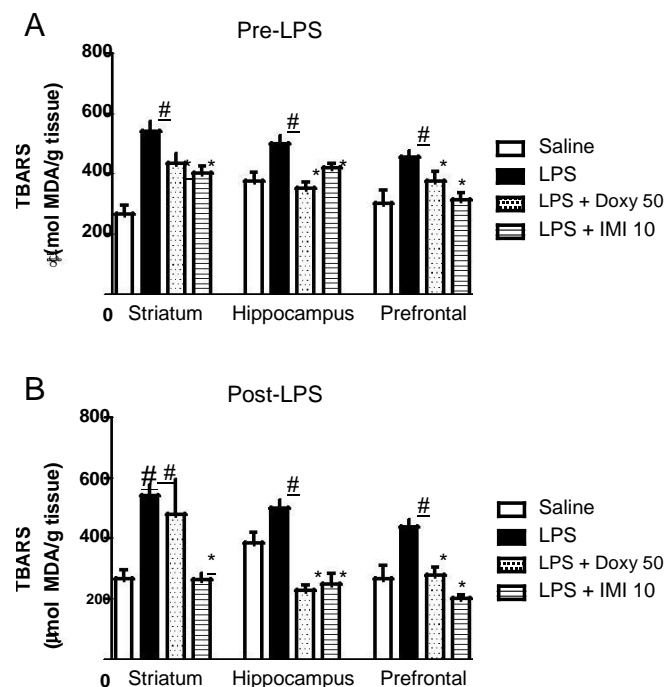 A
Pre-LPS
800
600
400
200
0
TBARS
(μmol MDA/g tissue)
#
*
*
#
*
*
#
*
*
Striatum Hippocampus Prefrontal
Saline
LPS
LPS + Doxy 50
LPS + IMI 10
B
Post-LPS
800
600
400
200
0
TBARS
(μmol MDA/g tissue)
# #
*
#
* *
#
*
*
Striatum Hippocampus Prefrontal
Saline
LPS
LPS + Doxy 50
LPS + IMI 10